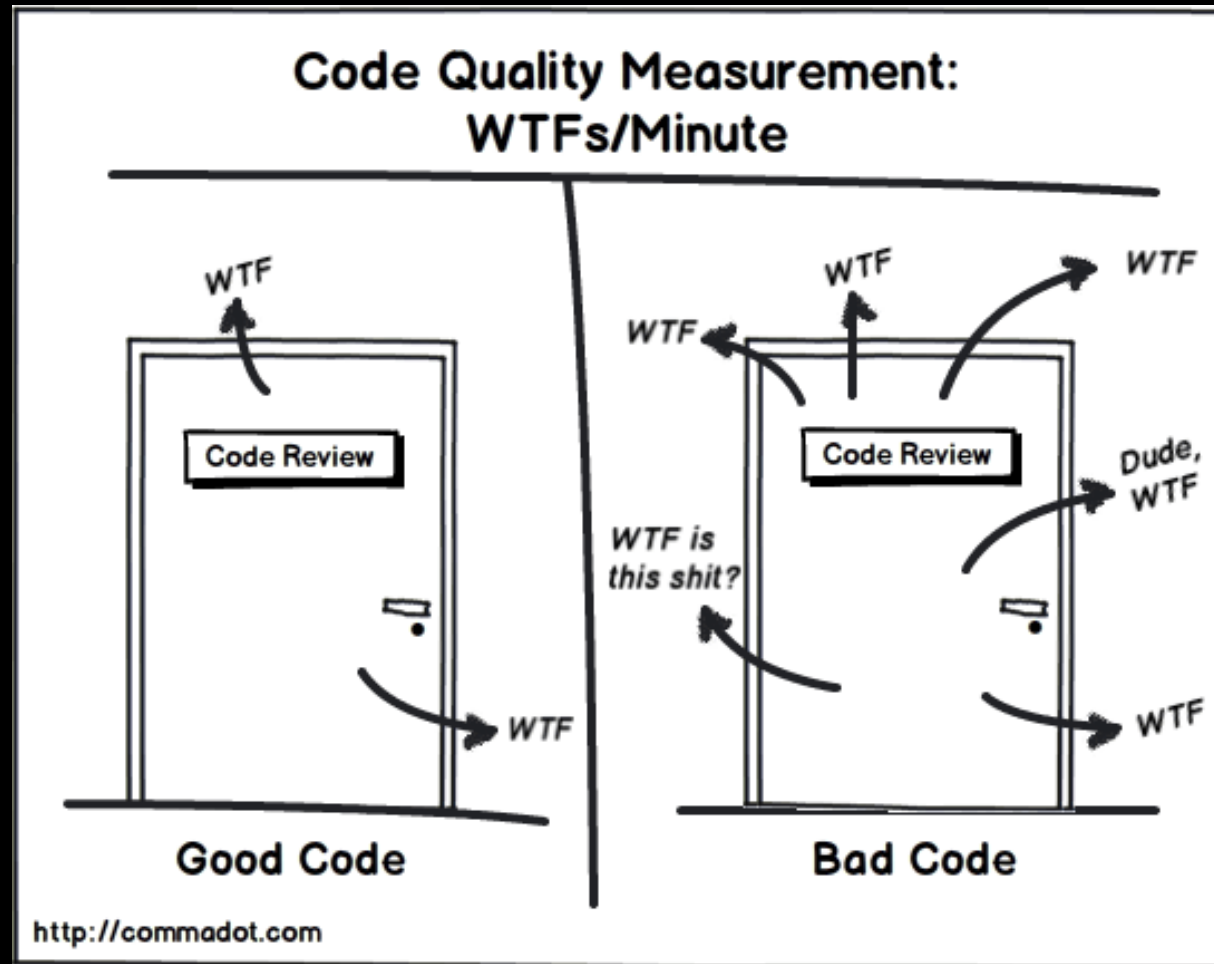 Code Quality Measurement:
WTFs/Minute
WTF
Code Review
WTF
Good Code
WTF
WTF
WTF
Code Review
Dude,
WTF
WTF is
this shit?
WTF
Bad Code
http://commadot.com